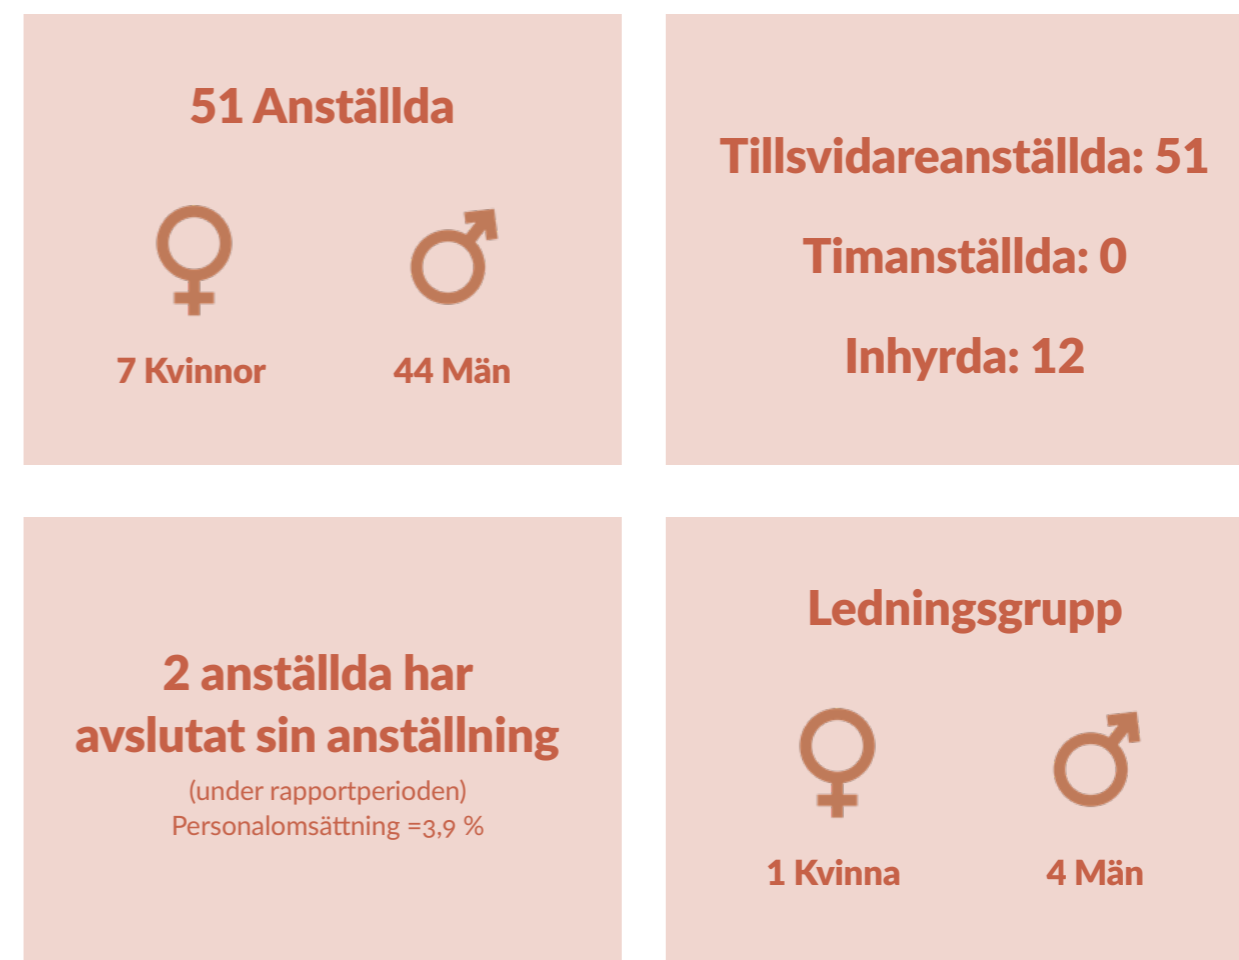 51 Anställda
7 Kvinnor
44 Män
Tillsvidareanställda: 51
Timanställda: 0
Inhyrda: 12
2 anställda har
avslutat sin anställning
(under rapportperioden)
Personalomsättning =3,9 %
Ledningsgrupp
1 Kvinna
4 Män